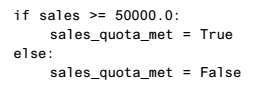 if sales >= 50000.0:
    sales_quota_met = True
else:
    sales_quota_met = False